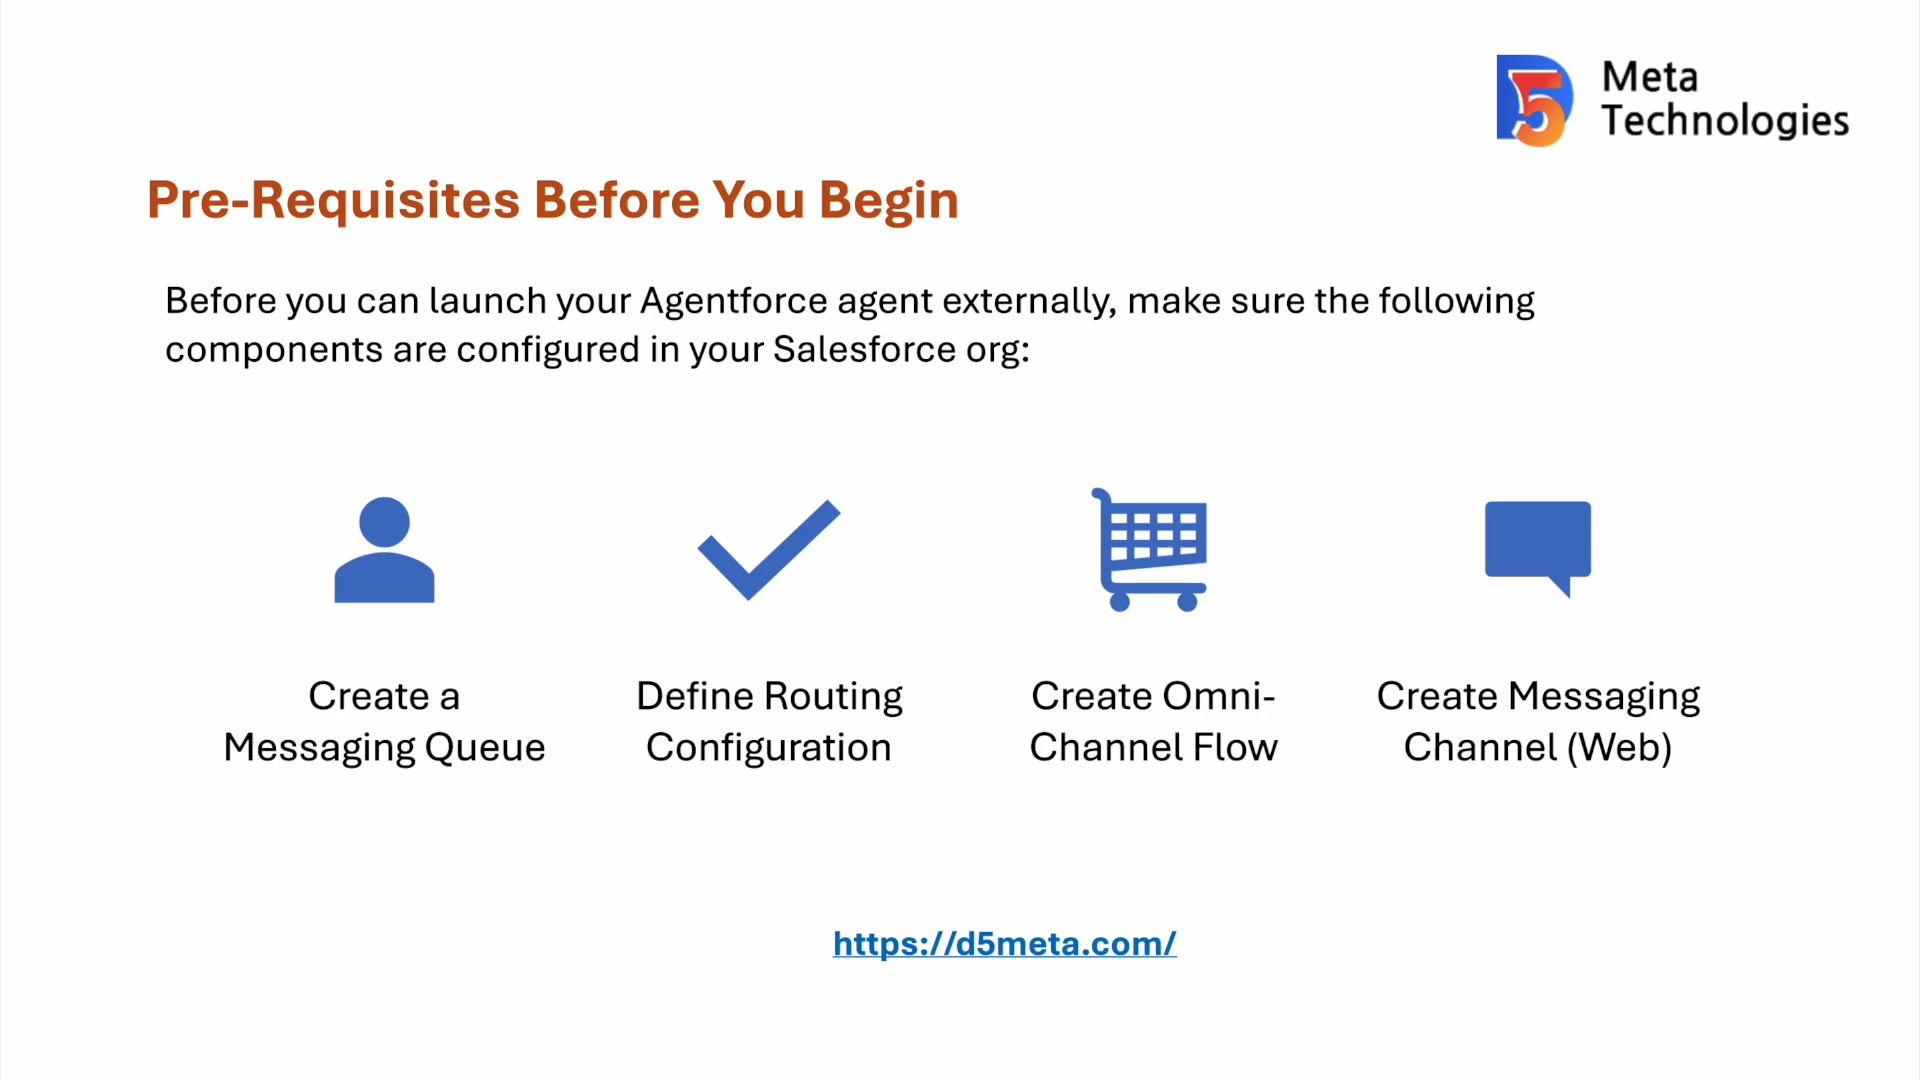 D5 Meta
Technologies
Pre-Requisites Before You Begin
Before you can launch your Agentforce agent externally, make sure the following
components are configured in your Salesforce org:
Create a
Messaging Queue
Define Routing
Configuration
Create Omni-
Channel Flow
Create Messaging
Channel (Web)
https://d5meta.com/